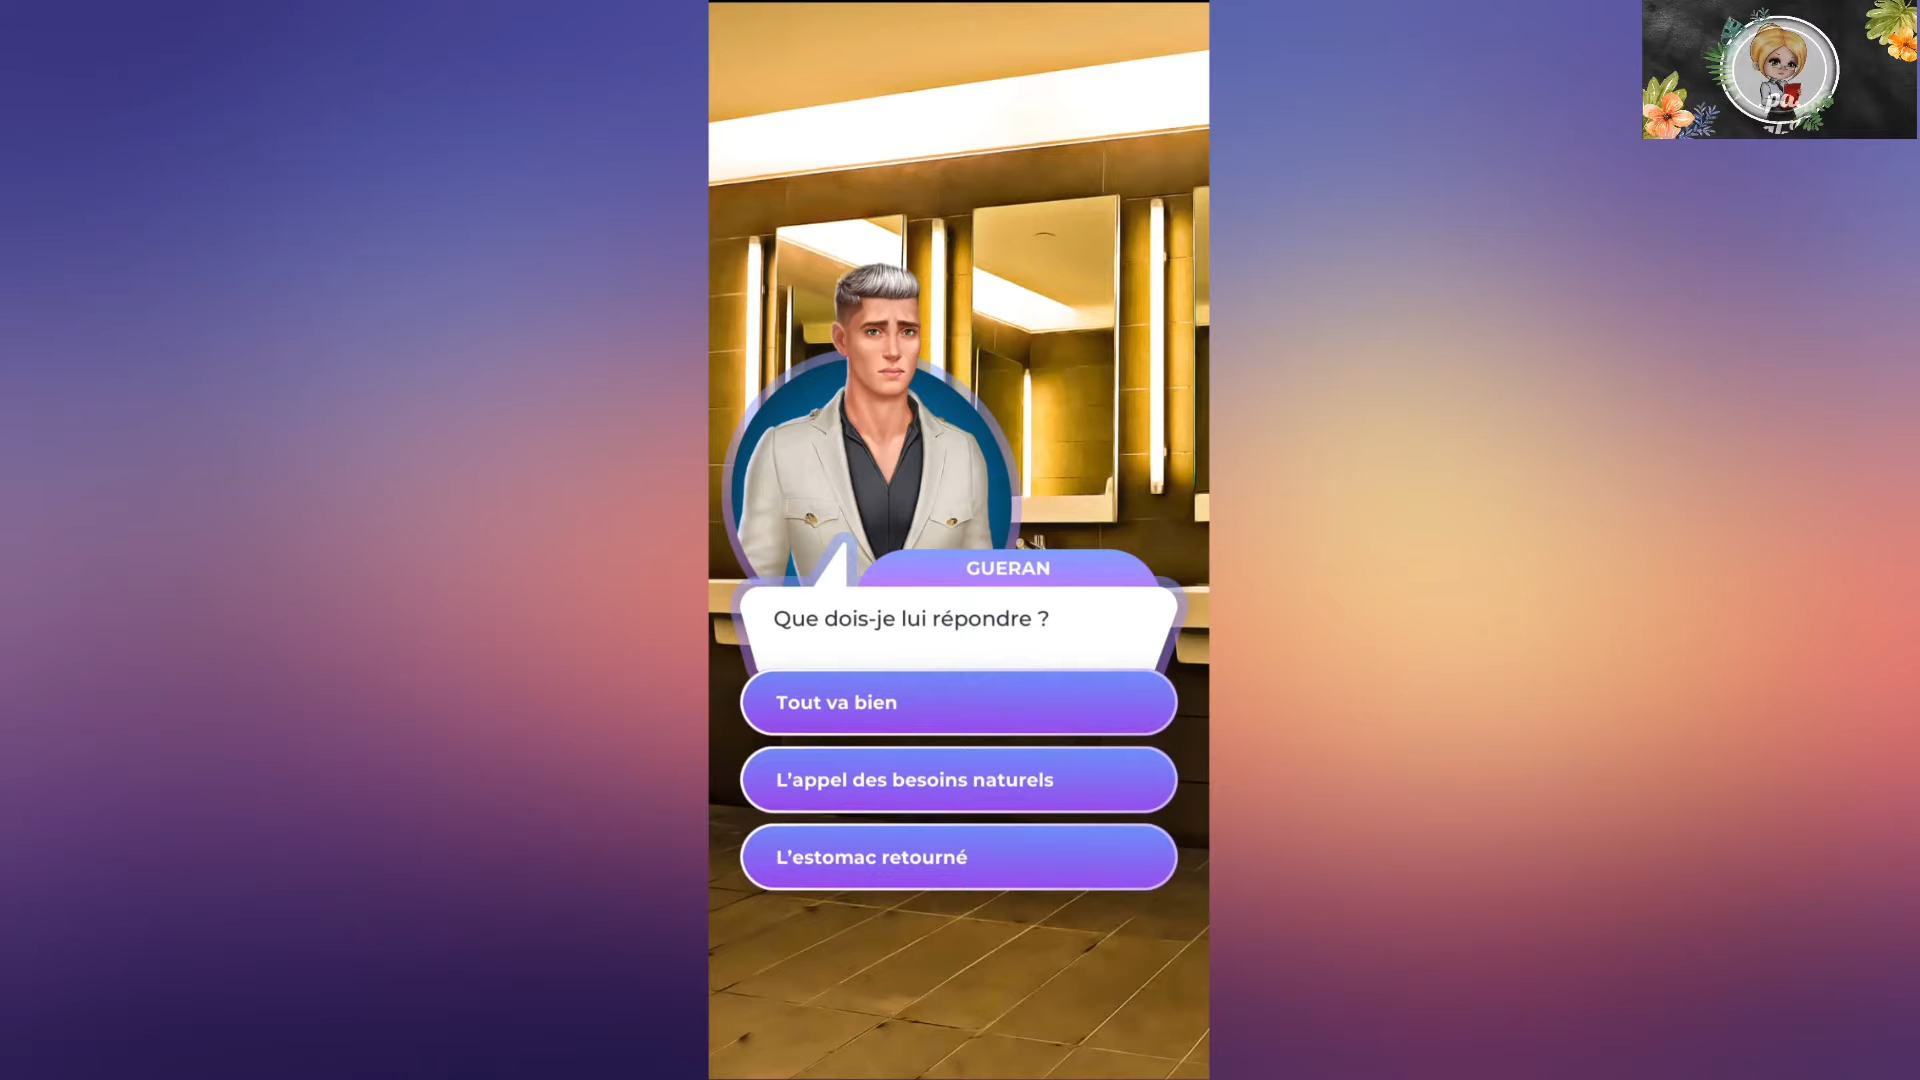 GUERAN
Que dois-je lui répondre ?
Tout va bien
L’appel des besoins naturels
L’estomac retourné